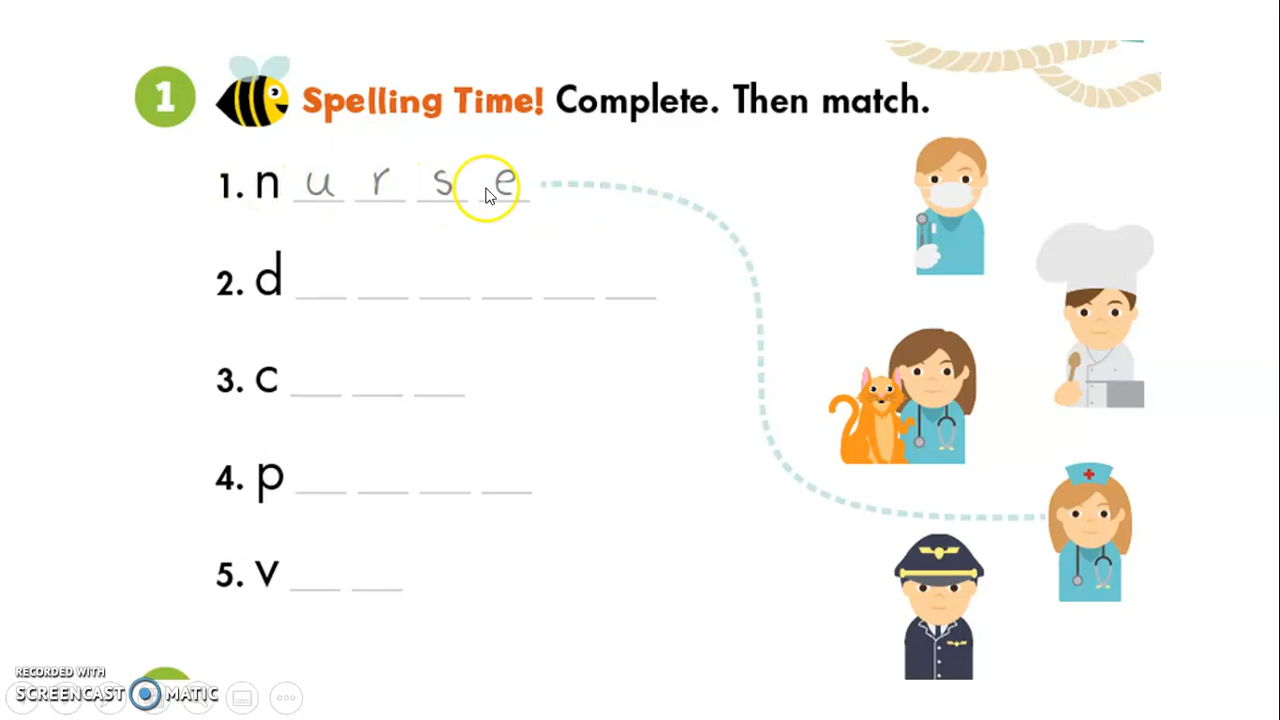 1 Spelling Time! Complete. Then match.
1. n u r s e
2. d _ _ _ _ _ _
3. c _ _ _
4. p _ _ _ _
5. v _ _
RECORDED WITH
SCREENCAST MATIC